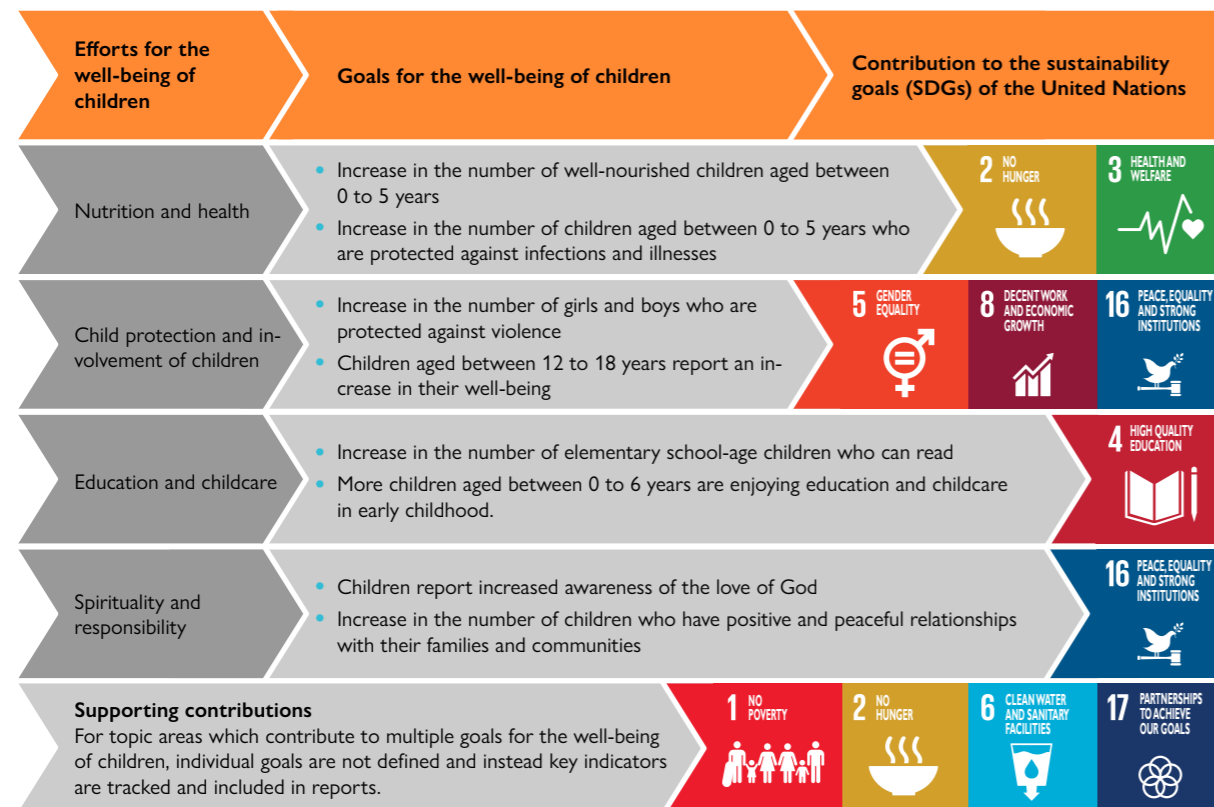 Efforts for the
well-being of
children
Goals for the well-being of children
Contribution to the sustainability
goals (SDGs) of the United Nations
Nutrition and health
• Increase in the number of well-nourished children aged between
0 to 5 years
• Increase in the number of children aged between 0 to 5 years who
are protected against infections and illnesses
2 NO
HUNGER
3 HEALTH AND
WELFARE
Child protection and in-
volvement of children
• Increase in the number of girls and boys who are
protected against violence
• Children aged between 12 to 18 years report an in-
crease in their well-being
5 GENDER
EQUALITY
8 DECENT WORK
AND ECONOMIC
GROWTH
16 PEACE, EQUALITY
AND STRONG
INSTITUTIONS
Education and childcare
• Increase in the number of elementary school-age children who can read
• More children aged between 0 to 6 years are enjoying education and childcare
in early childhood.
4 HIGH QUALITY
EDUCATION
Spirituality and
responsibility
• Children report increased awareness of the love of God
• Increase in the number of children who have positive and peaceful relationships
with their families and communities
16 PEACE, EQUALITY
AND STRONG
INSTITUTIONS
Supporting contributions
For topic areas which contribute to multiple goals for the well-being
of children, individual goals are not defined and instead key indicators
are tracked and included in reports.
1 NO
POVERTY
2 NO
HUNGER
6 CLEAN WATER
AND SANITARY
FACILITIES
17 PARTNERSHIPS
TO ACHIEVE
OUR GOALS